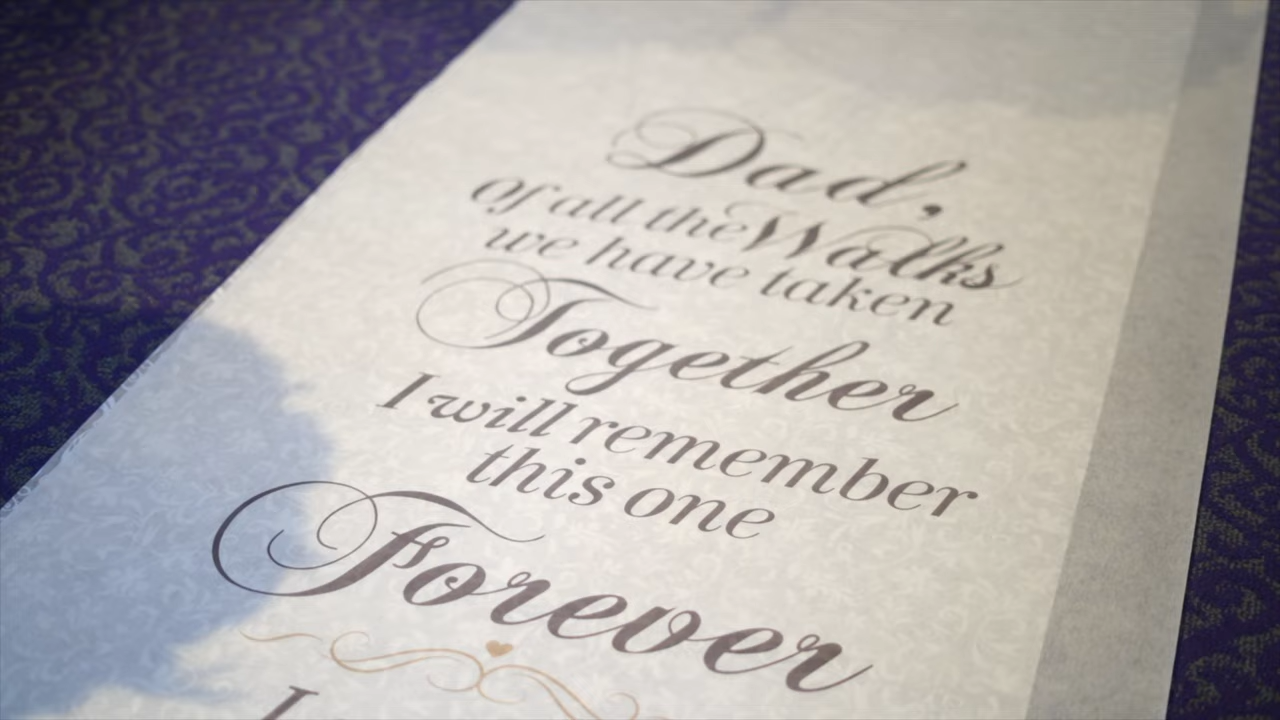 Dad,
Of all the Walks
we have taken
Together
I will remember
this one
Forever
I